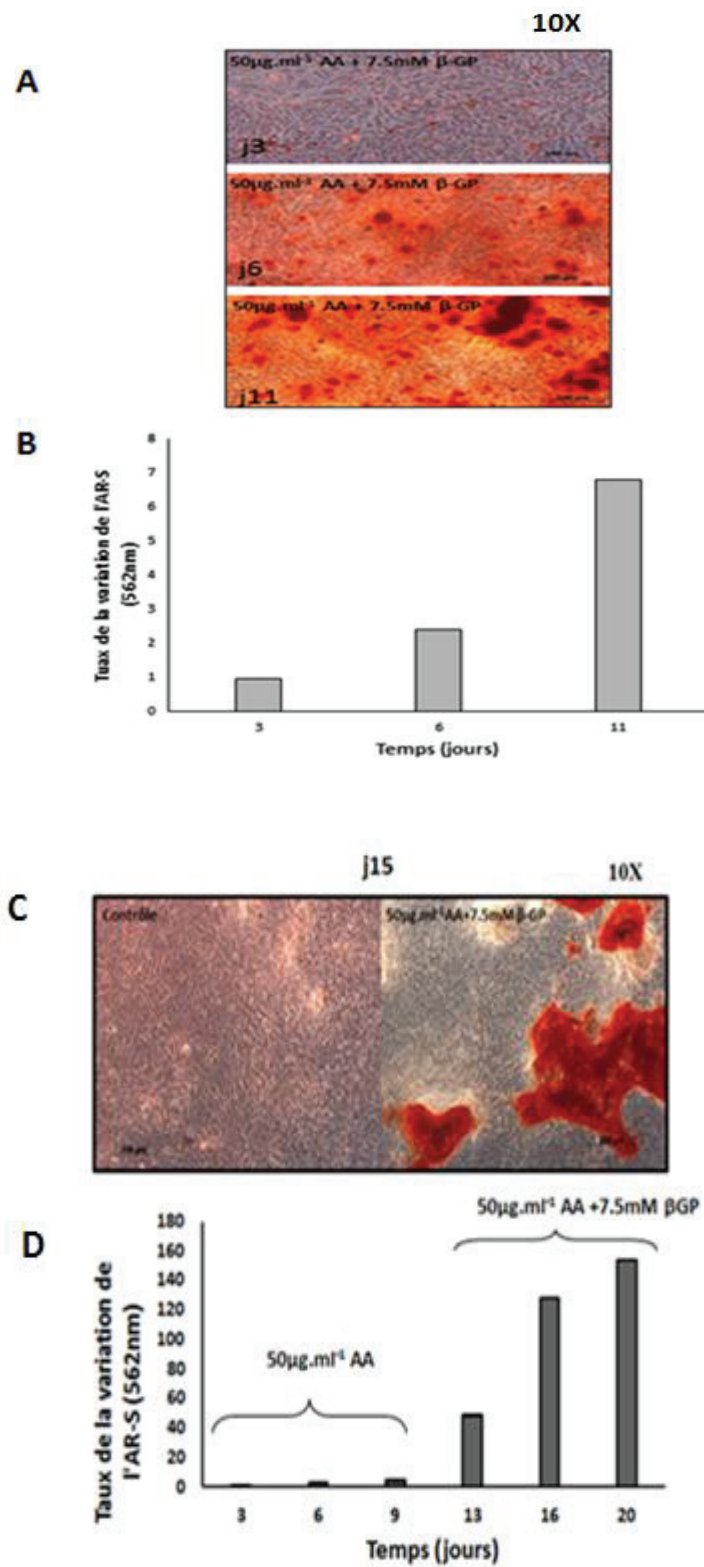 10X
A
50µg.ml⁻¹ AA + 7.5mM β-GP
j3
50µg.ml⁻¹ AA + 7.5mM β-GP
j6
50µg.ml⁻¹ AA + 7.5mM β-GP
j11
B
Tuax de la variation de l'AR-S
(562nm)
8
7
6
5
4
3
2
1
0
3 6 11
Temps (jours)
j15 10X
C
Contrôle 50µg.ml⁻¹AA+7.5mM β-GP
D
Taux de la variation de
l'AR-S (562nm)
50µg.ml⁻¹ AA +7.5mM βGP
50µg.ml⁻¹ AA
180
160
140
120
100
80
60
40
20
0
3 6 9 13 16 20
Temps (jours)